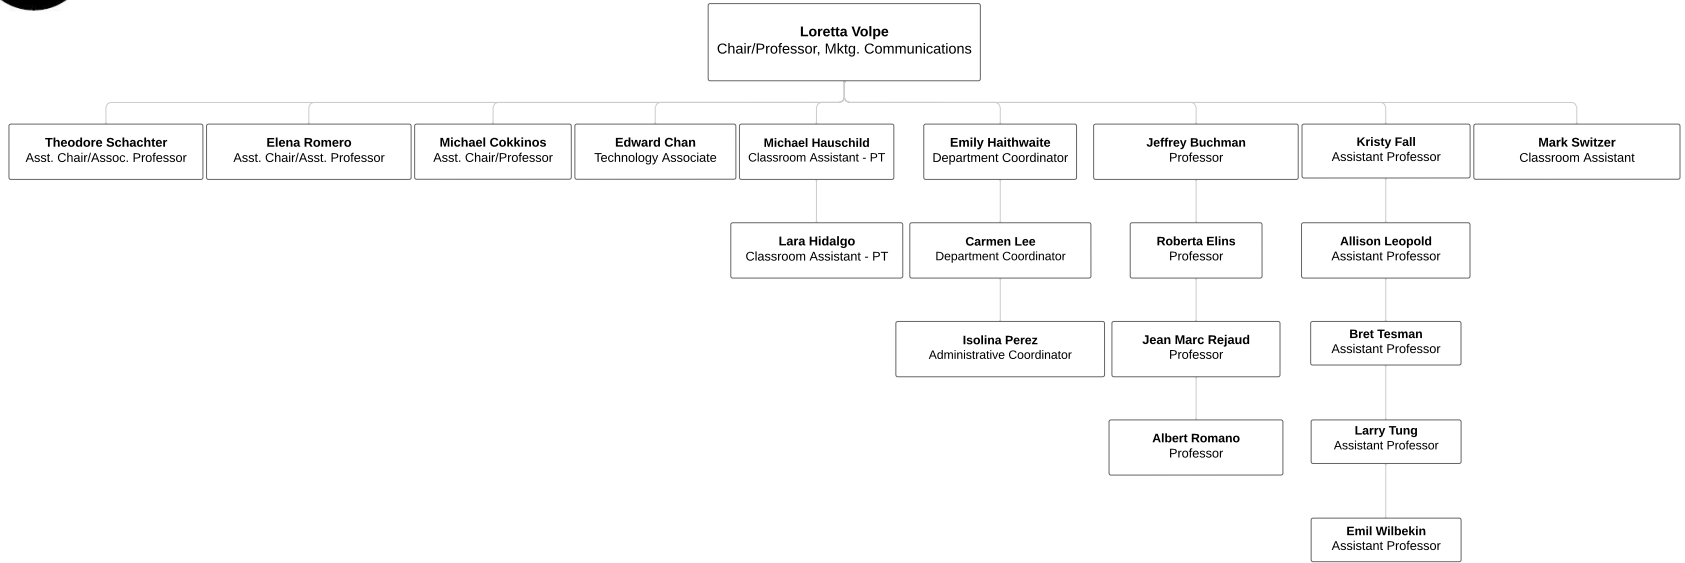 Loretta Volpe
Chair/Professor, Mktg. Communications
Theodore Schachter
Asst. Chair/Assoc. Professor
Elena Romero
Asst. Chair/Asst. Professor
Michael Cokkinos
Asst. Chair/Professor
Edward Chan
Technology Associate
Michael Hauschild
Classroom Assistant - PT
Emily Haithwaite
Department Coordinator
Jeffrey Buchman
Professor
Kristy Fall
Assistant Professor
Mark Switzer
Classroom Assistant
Lara Hidalgo
Classroom Assistant - PT
Carmen Lee
Department Coordinator
Roberta Elins
Professor
Allison Leopold
Assistant Professor
Isolina Perez
Administrative Coordinator
Jean Marc Rejaud
Professor
Bret Tesman
Assistant Professor
Albert Romano
Professor
Larry Tung
Assistant Professor
Emil Wilbekin
Assistant Professor